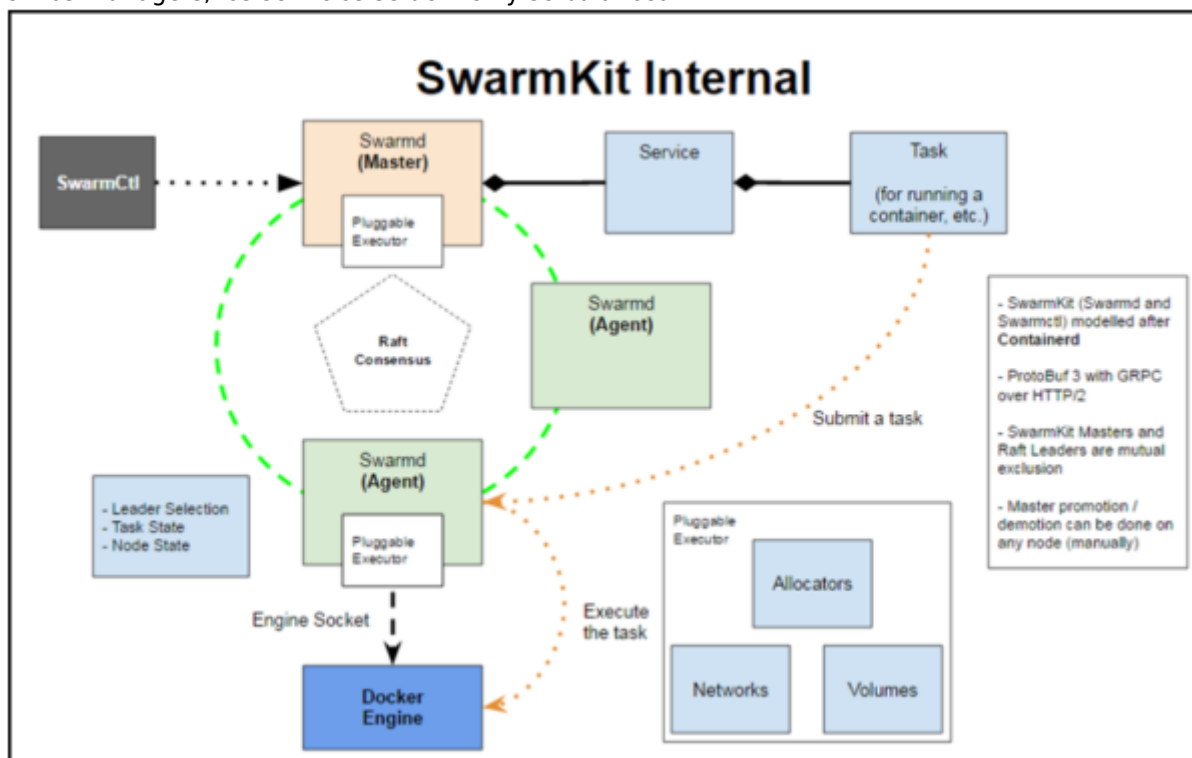 SwarmKit Internal
SwarmCtl
Swarmd
(Master)
Pluggable
Executor
Service
Task
(for running a
container, etc.)
Raft
Consensus
Swarmd
(Agent)
- SwarmKit (Swarmd and
Swarmctl) modelled after
Containerd
- ProtoBuf 3 with GRPC
over HTTP/2
- SwarmKit Masters and
Raft Leaders are mutual
exclusion
- Master promotion /
demotion can be done on
any node (manually)
Submit a task
Swarmd
(Agent)
Pluggable
Executor
- Leader Selection
- Task State
- Node State
Engine Socket
Execute
the task
Docker
Engine
Pluggable
Executor
Allocators
Networks
Volumes